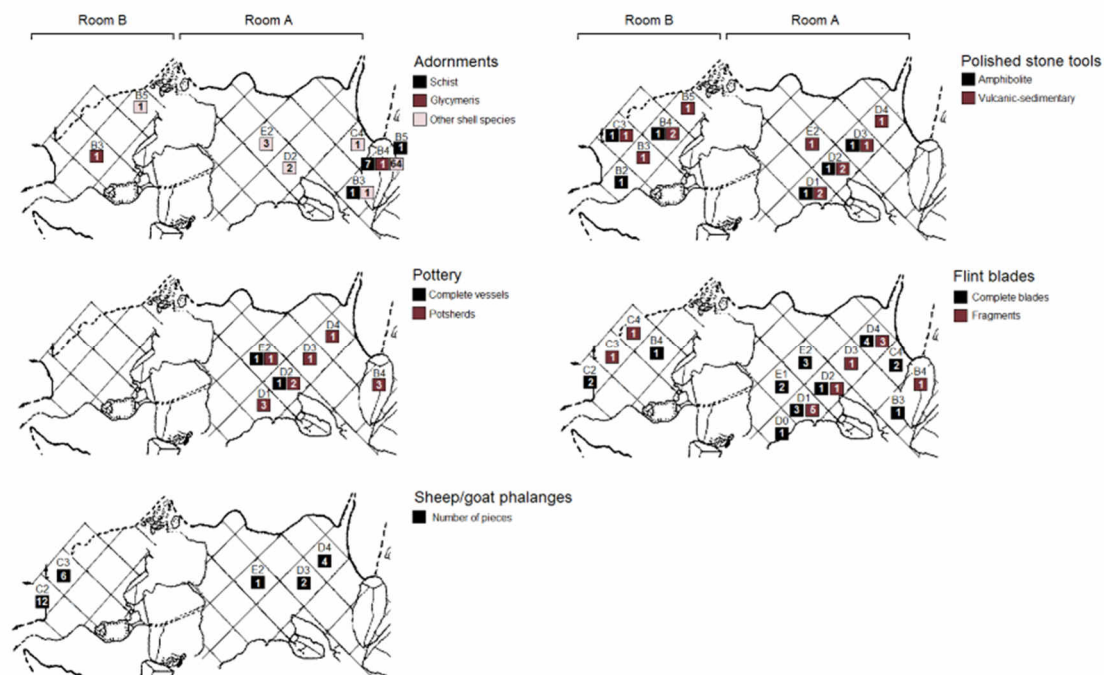 Room B Room A
Adornments
Schist
Glycymeris
Other shell species
B5
1
B3
1
E2
3
D2
2
C4
1
B5
1
B4
7 1 64
B3
1 1
Room B Room A
Polished stone tools
Amphibolite
Vulcanic-sedimentary
B5
1
C3
1 1
B4
1 2
B3
1
B2
1
D4
1
E2
1
D3
1 1
D2
1 2
D1
1 2
Pottery
Complete vessels
Potsherds
D4
1
E2
1 1
D3
1
D2
1 2
D1
3
B4
3
Flint blades
Complete blades
Fragments
C4
1
C3
1
B4
1
C2
2
D4
4 3
E2
3
D3
1
C4
2
E1
2
D2
1 1
B4
1
D1
3 5
B3
1
D0
1
Sheep/goat phalanges
Number of pieces
C3
6
C2
12
D4
4
E2
1
D3
2